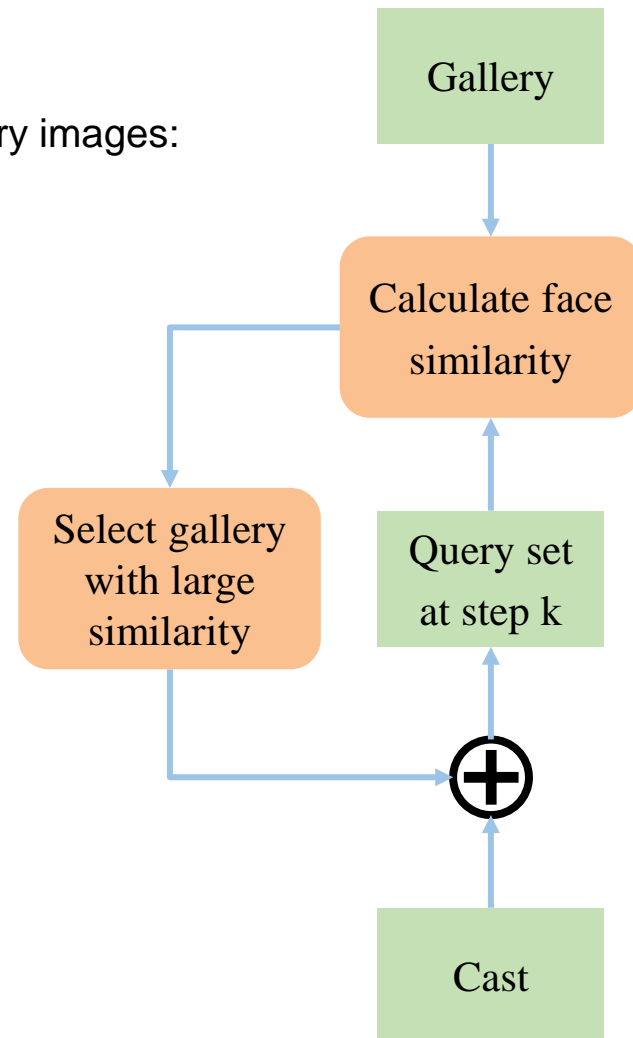 Gallery
ry images:
Calculate face
similarity
Select gallery
with large
similarity
Query set
at step k
Cast